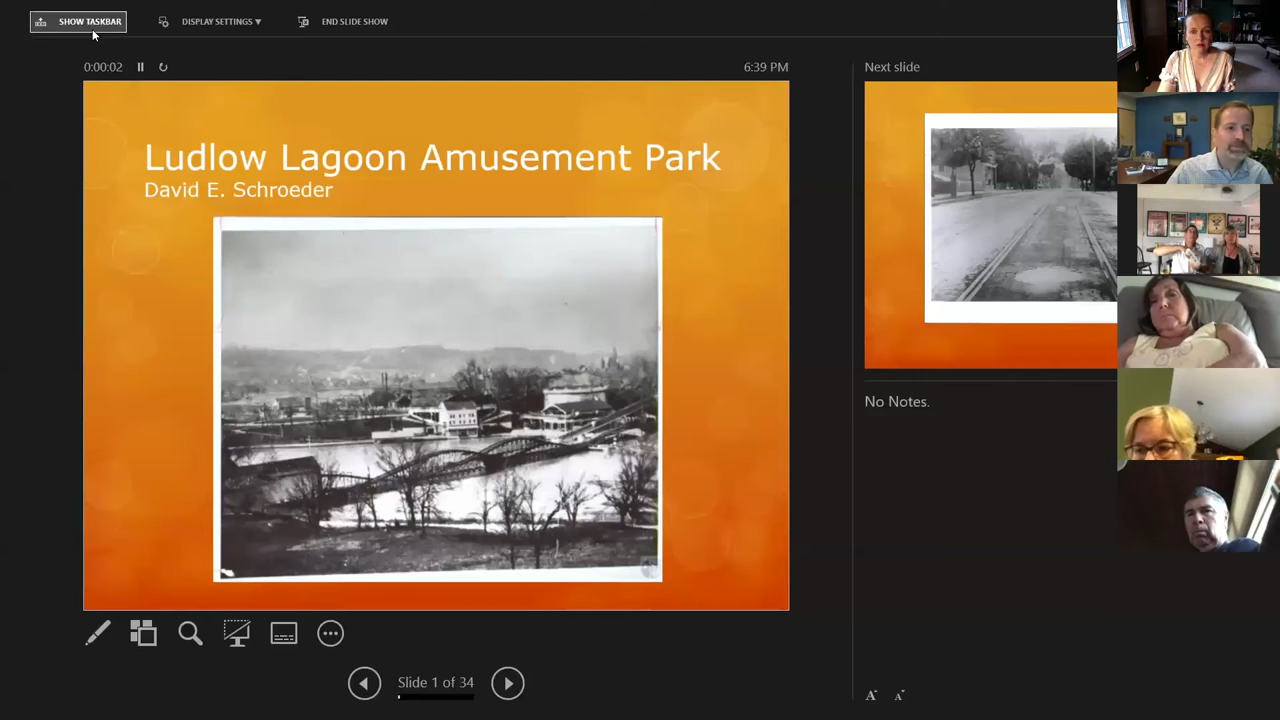 SHOW TASKBAR
DISPLAY SETTINGS ▼
END SLIDE SHOW
0:00:02
6:39 PM
Next slide
Ludlow Lagoon Amusement Park
David E. Schroeder
No Notes.
Slide 1 of 34
A A